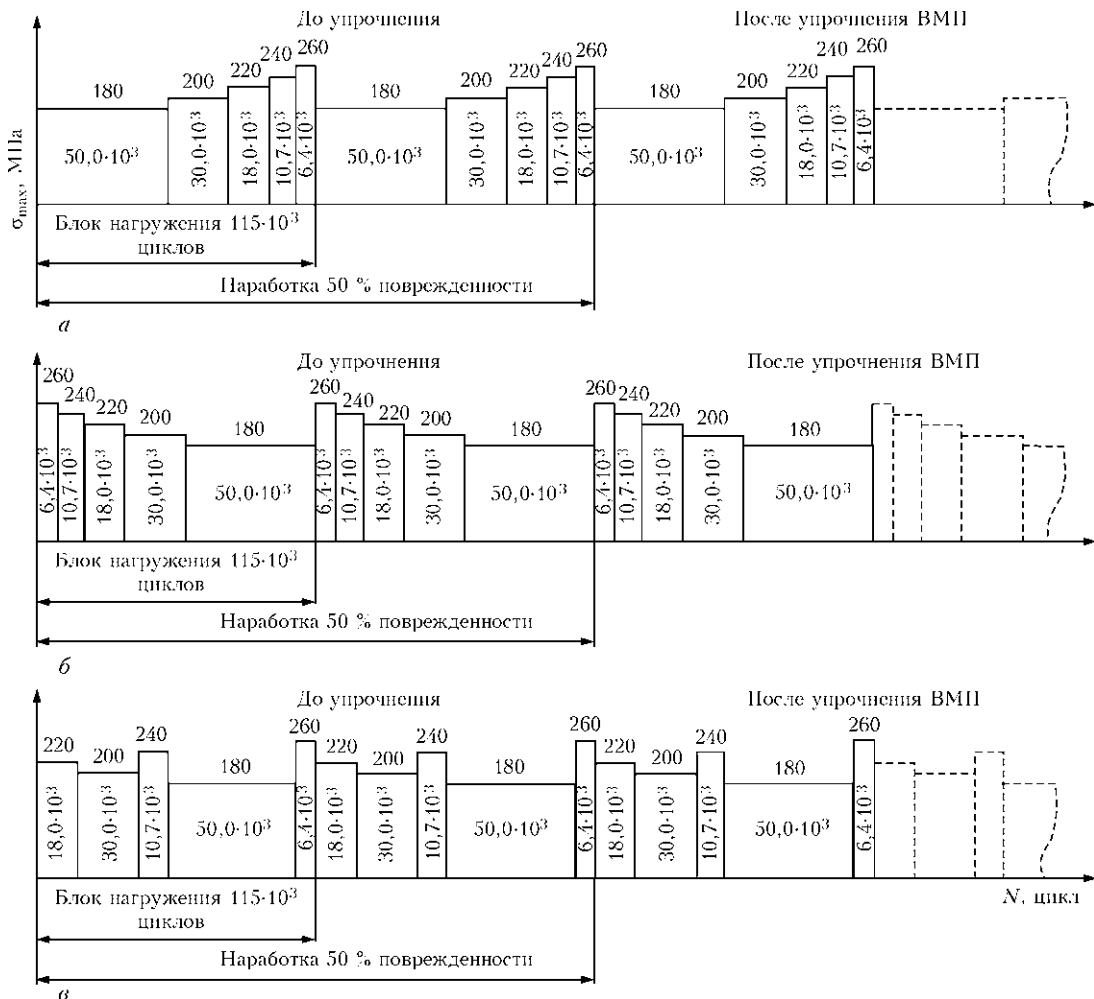 До упрочнения После упрочнения ВМП
σmax, МПа
180 200 220 240 260 180 200 220 240 260 180 200 220 240 260
50,0·10³ 30,0·10³ 18,0·10³ 10,7·10³ 6,4·10³ 50,0·10³ 30,0·10³ 18,0·10³ 10,7·10³ 6,4·10³ 50,0·10³ 30,0·10³ 18,0·10³ 10,7·10³ 6,4·10³
Блок нагружения 115·10³
циклов
Наработка 50 % поврежденности
а
До упрочнения После упрочнения ВМП
260 240 220 200 180 260 240 220 200 180 260 240 220 200 180
6,4·10³ 10,7·10³ 18,0·10³ 30,0·10³ 50,0·10³ 6,4·10³ 10,7·10³ 18,0·10³ 30,0·10³ 50,0·10³ 6,4·10³ 10,7·10³ 18,0·10³ 30,0·10³ 50,0·10³
Блок нагружения 115·10³
циклов
Наработка 50 % поврежденности
б
До упрочнения После упрочнения ВМП
220 200 240 180 260 220 200 240 180 260 220 200 240 180 260
18,0·10³ 30,0·10³ 10,7·10³ 50,0·10³ 6,4·10³ 18,0·10³ 30,0·10³ 10,7·10³ 50,0·10³ 6,4·10³ 18,0·10³ 30,0·10³ 10,7·10³ 50,0·10³ 6,4·10³
Блок нагружения 115·10³
циклов
N, цикл
Наработка 50 % поврежденности
в